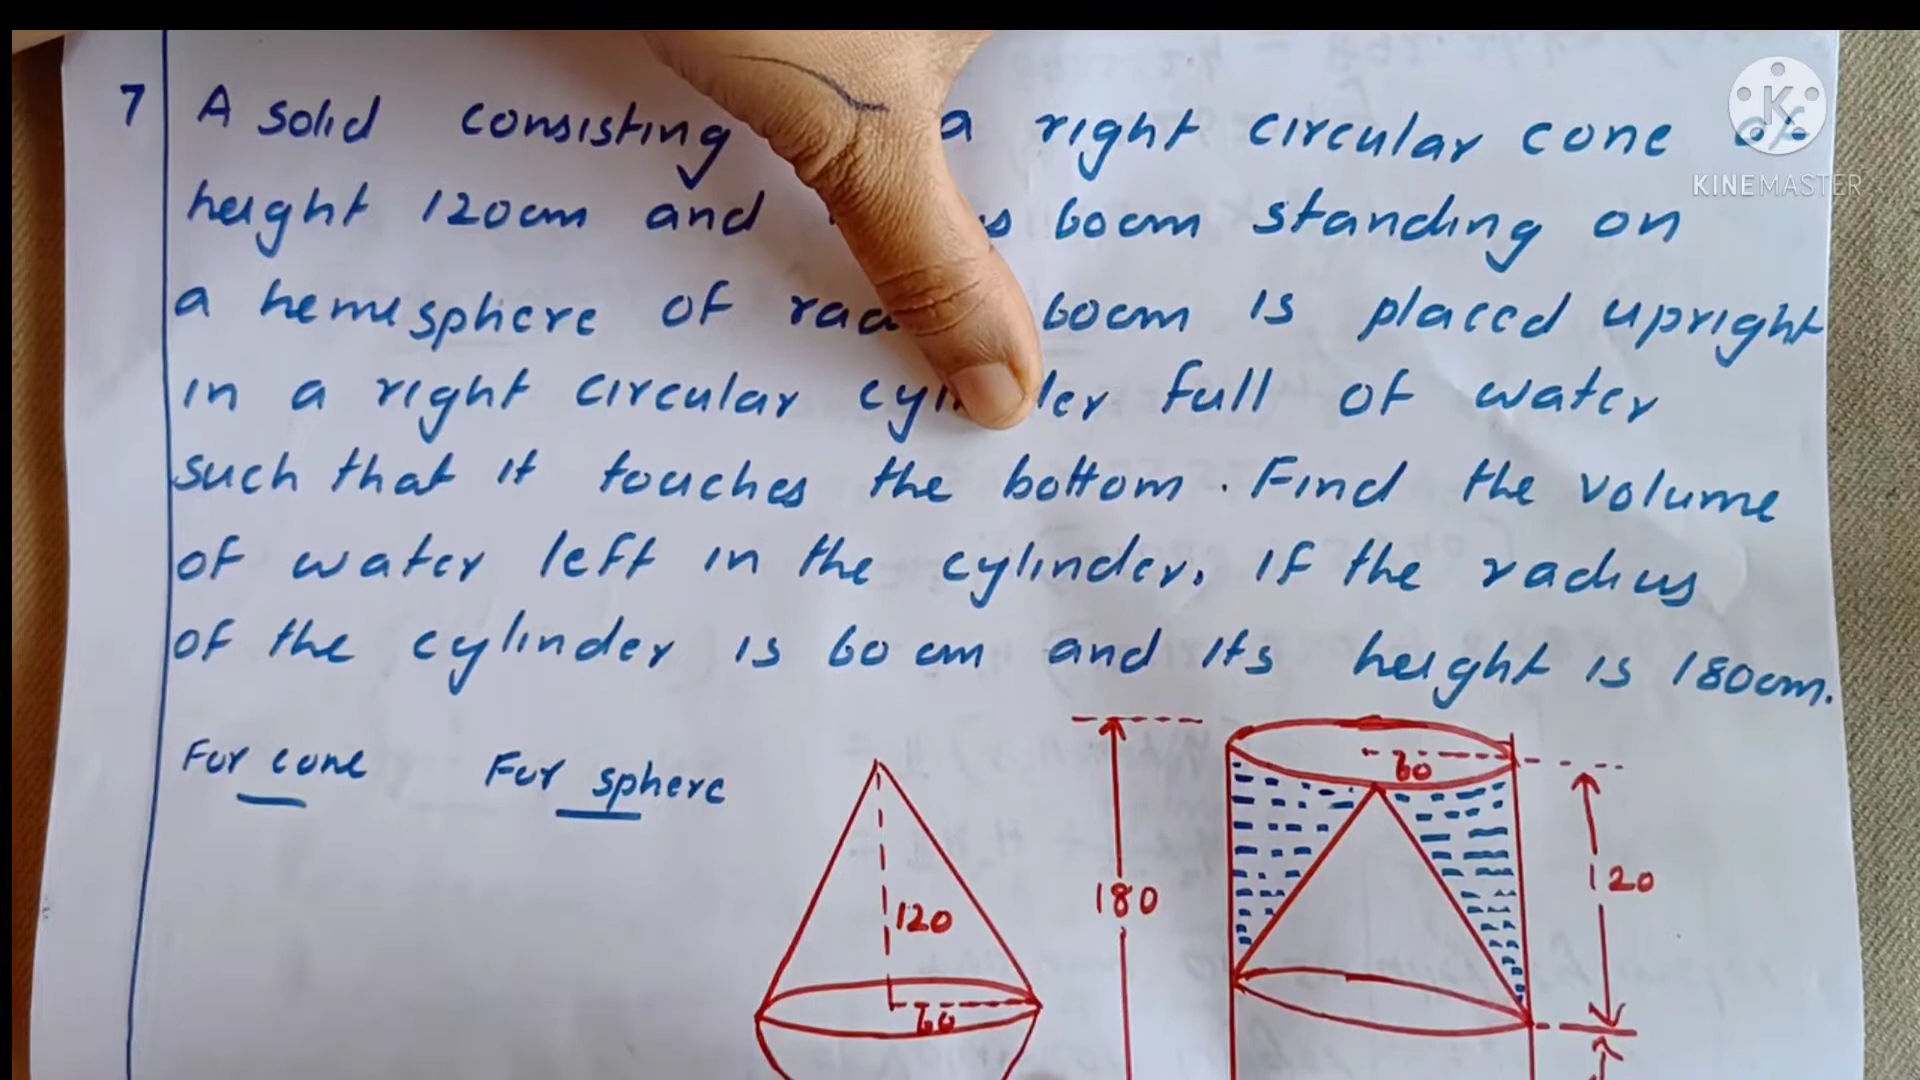 7 A solid consisting a right circular cone of
height 120cm and 60cm standing on
a hemisphere of 60cm is placed upright
in a right circular full of water
such that it touches the bottom. Find the volume
of water left in the cylinder, if the radius
of the cylinder is 60 cm and its height is 180cm.
For cone For sphere
60
120
180
120
60
KINEMASTER